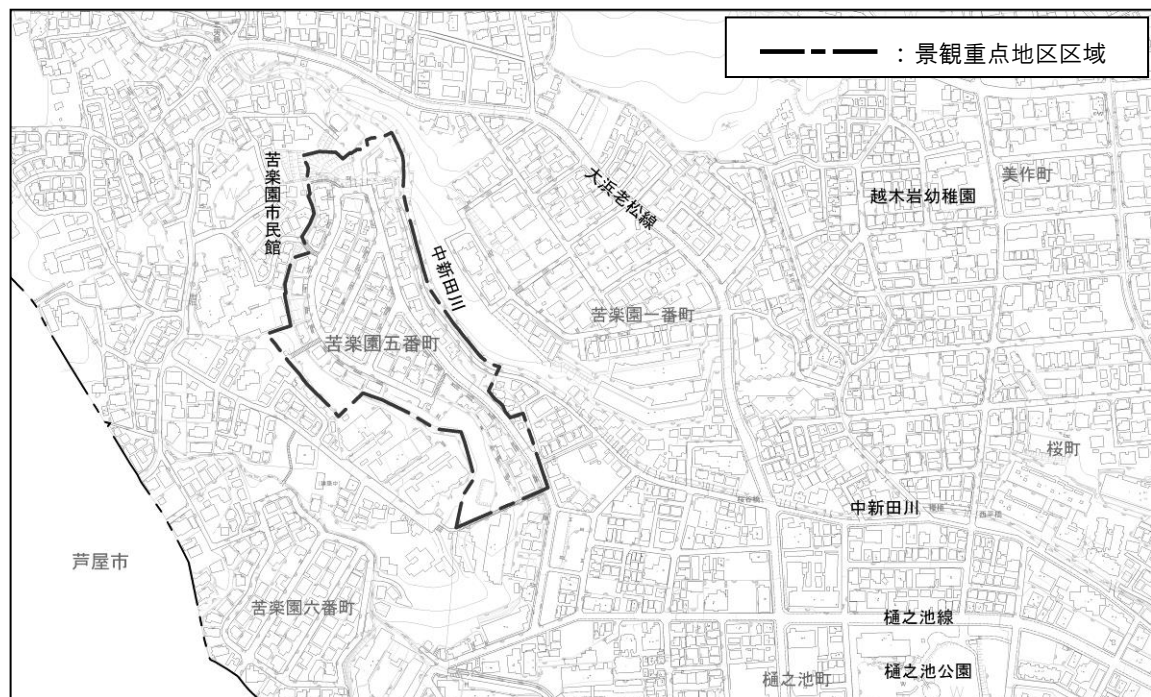 ：景観重点地区区域
苦楽園市民館
大浜老松線
越木岩幼稚園
美作町
中新田川
苦楽園一番町
苦楽園五番町
桜町
中新田川
芦屋市
苦楽園六番町
樋之池線
樋之池町
樋之池公園